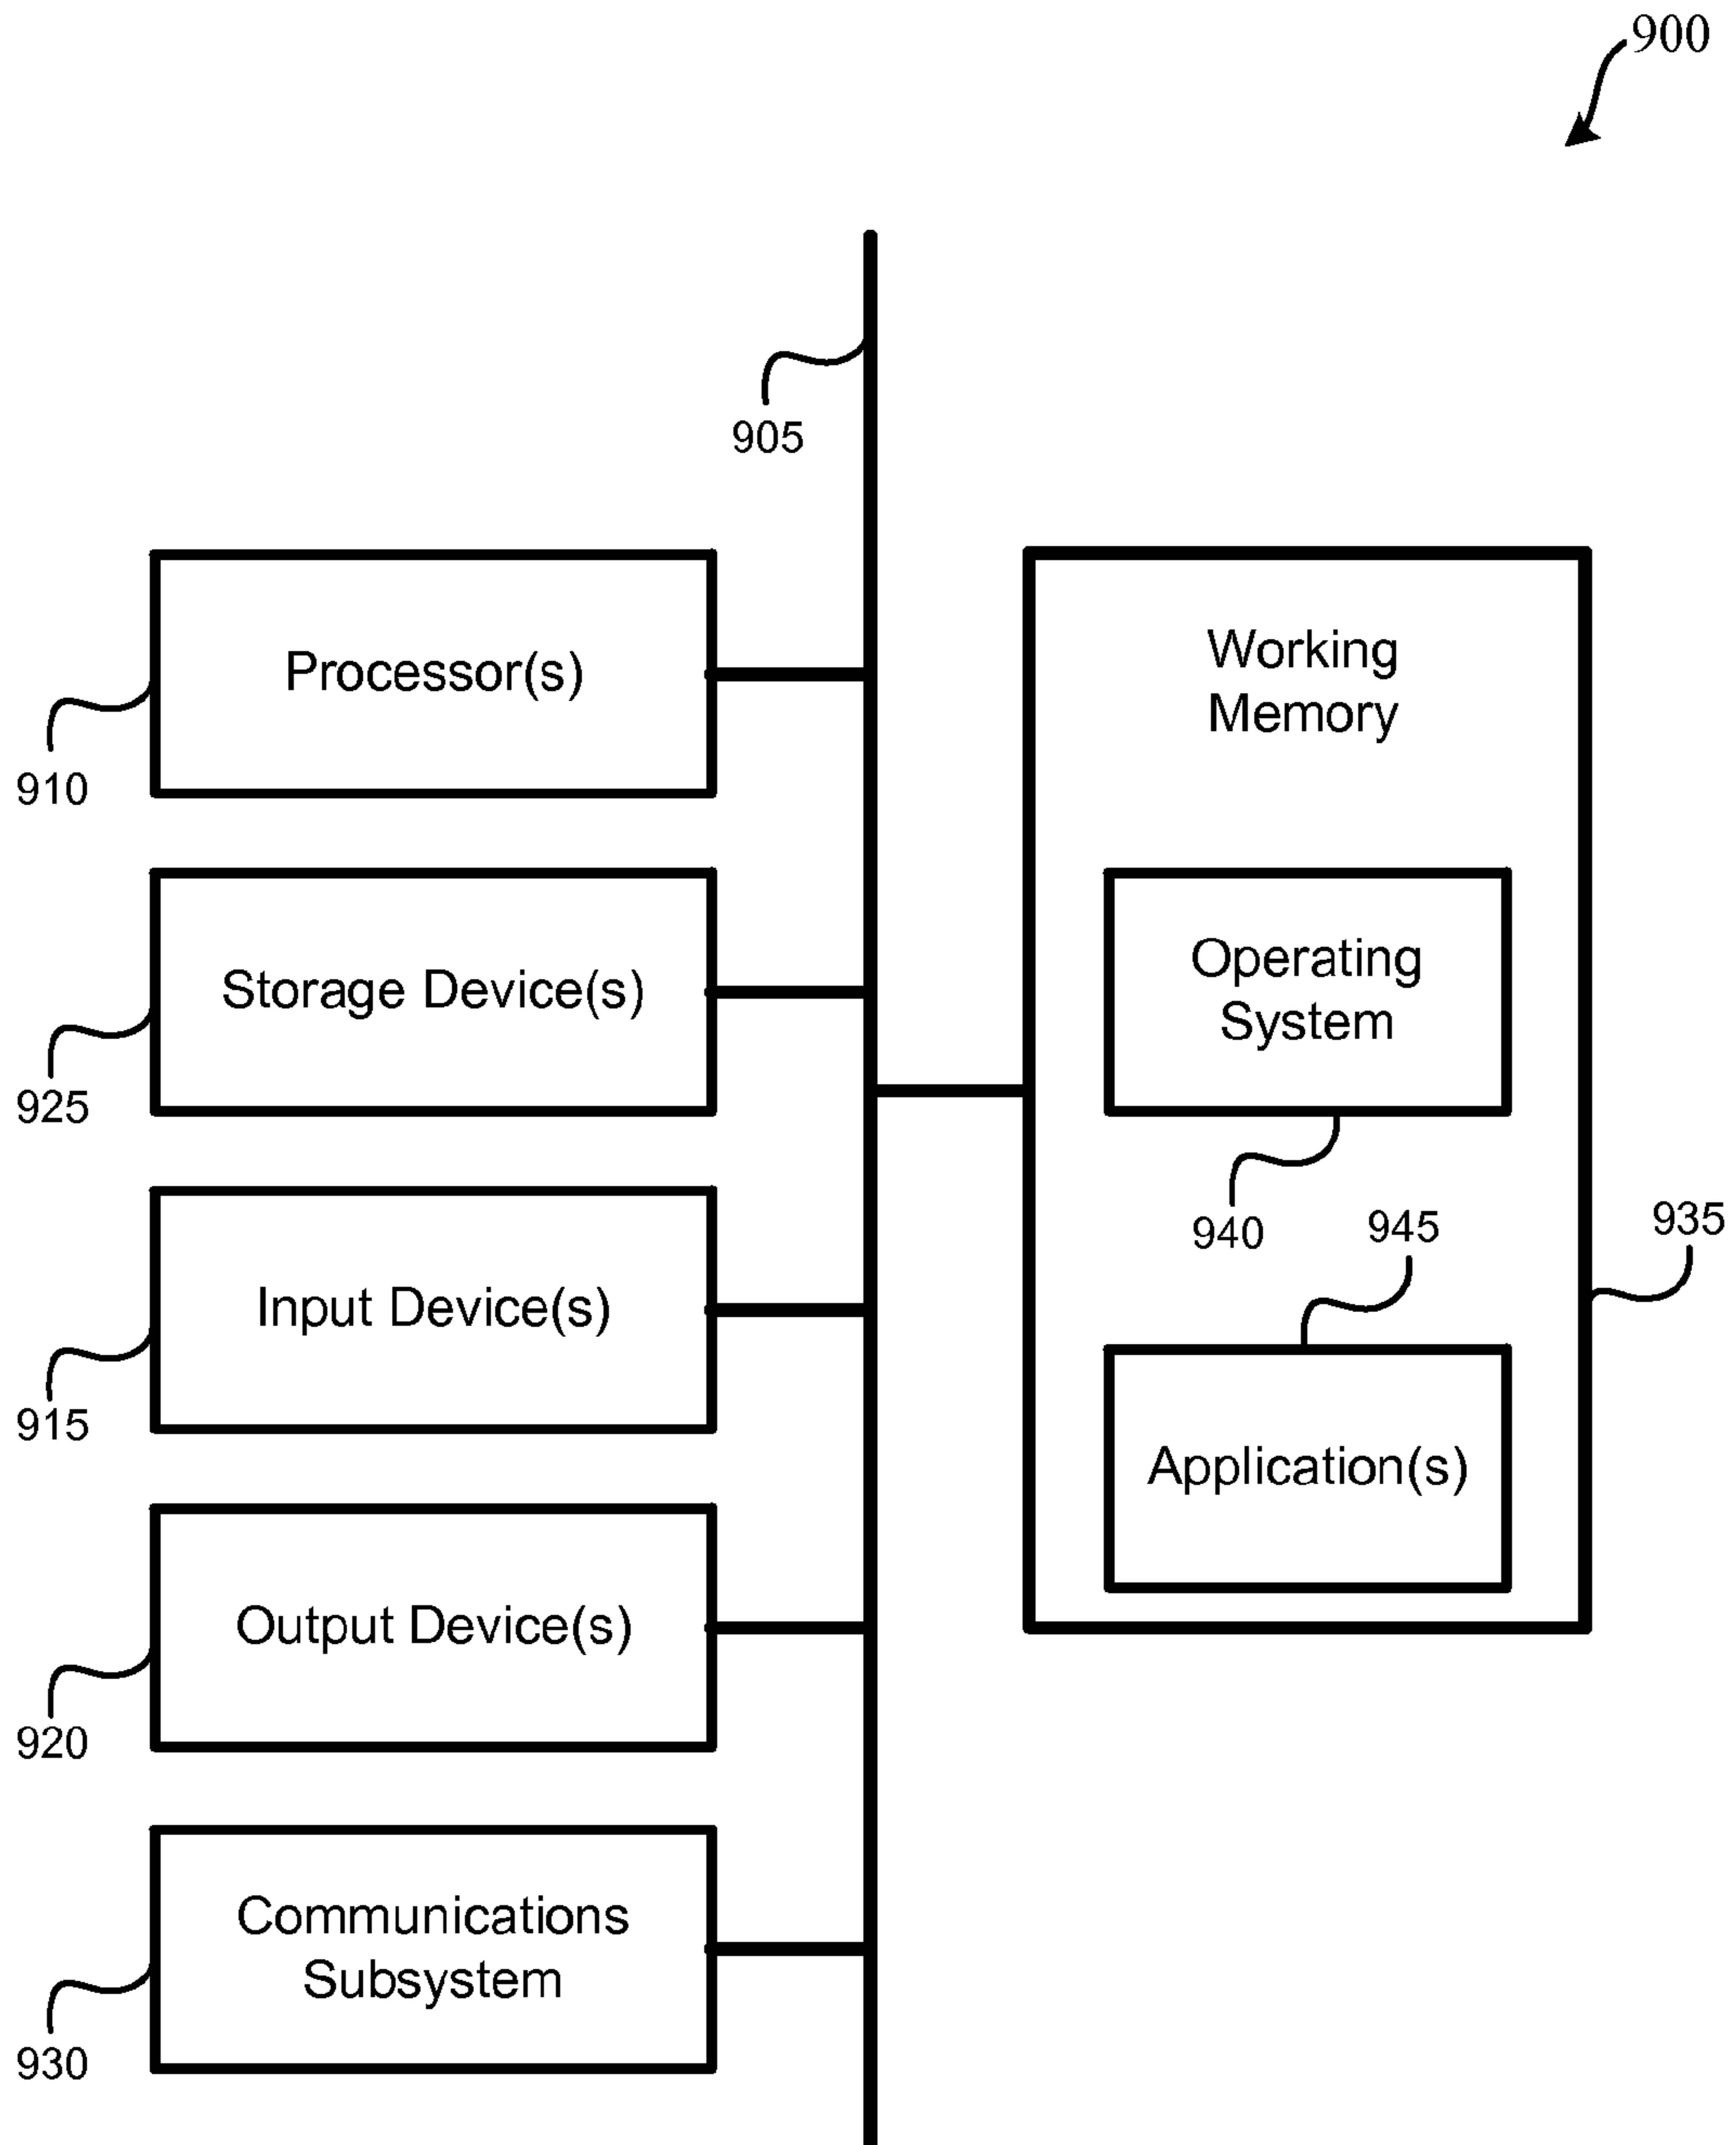 900
905
Processor(s)
910
Storage Device(s)
925
Input Device(s)
915
Output Device(s)
920
Communications
Subsystem
930
Working
Memory
Operating
System
940
945
935
Application(s)